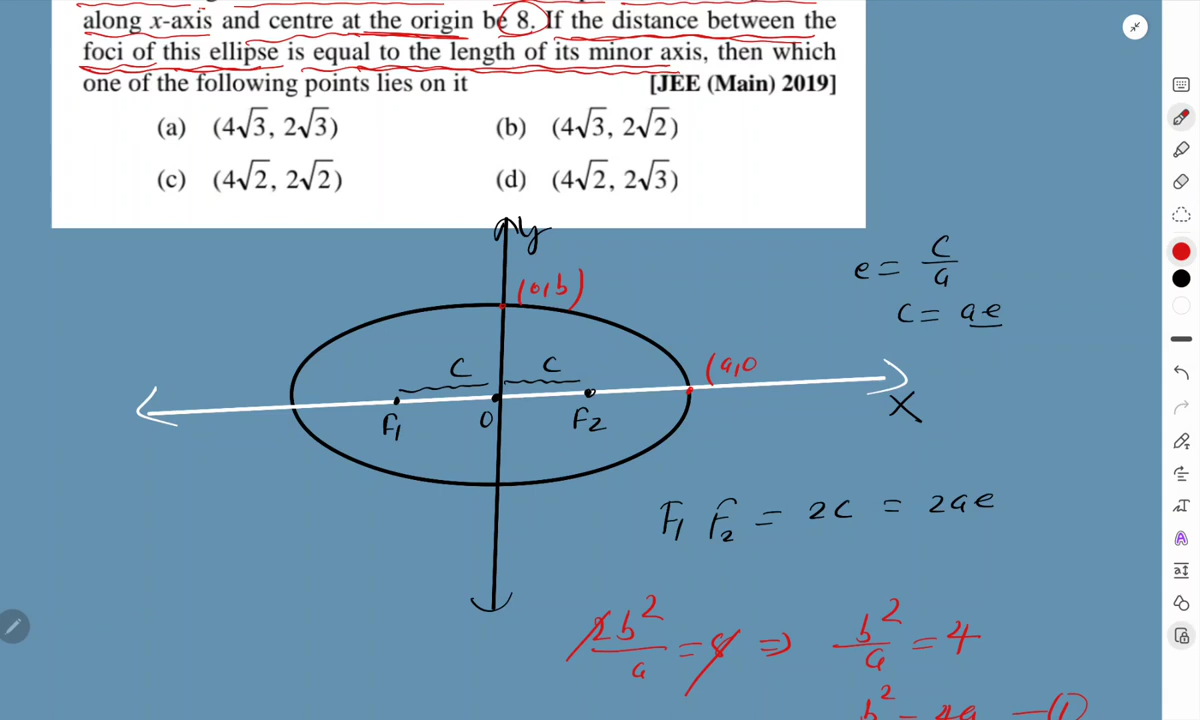 along x-axis and centre at the origin be 8. If the distance between the
foci of this ellipse is equal to the length of its minor axis, then which
one of the following points lies on it [JEE (Main) 2019]
(a) (4√3, 2√3) (b) (4√3, 2√2)
(c) (4√2, 2√2) (d) (4√2, 2√3)
y
(0,b)
e = c/a
c = ae
C C
(a,0
F1 O F2
X
F1 F2 = 2c = 2ae
2b²/a = 8 ⇒ b²/a = 4
b² = 4a —(1)